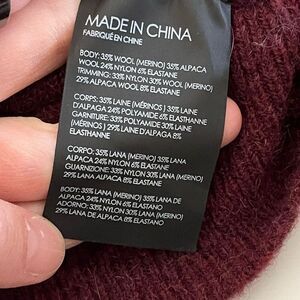 MADE IN CHINA
FABRIQUÉ EN CHINE
BODY: 35% WOOL (MERINO) 35% ALPACA
WOOL 24% NYLON 6% ELASTANE
TRIMMING: 33% NYLON 30% WOOL (MERINO)
29% ALPACA WOOL 8% ELASTANE
CORPS: 35% LAINE (MÉRINOS) 35% LAINE
D'ALPAGA 24% POLYAMIDE 6% ELASTHANNE
GARNITURE: 33% POLYAMIDE 30% LAINE
(MÉRINOS) 29% LAINE D'ALPAGA 8%
ELASTHANNE
CORPO: 35% LANA (MERINO) 35% LANA
ALPACA 24% NYLON 6% ELASTANE
GUARNIZIONE: 33% NYLON 30% LANA (MERINO)
29% LANA ALPACA 8% ELASTANE
BODY: 35% LANA (MERINO) 35% LANA DE
ALPACA 24% NYLON 6% ELASTANO
ADORNO: 33% NYLON 30% LANA (MERINO)
29% LANA DE ALPACA 8% ELASTANO